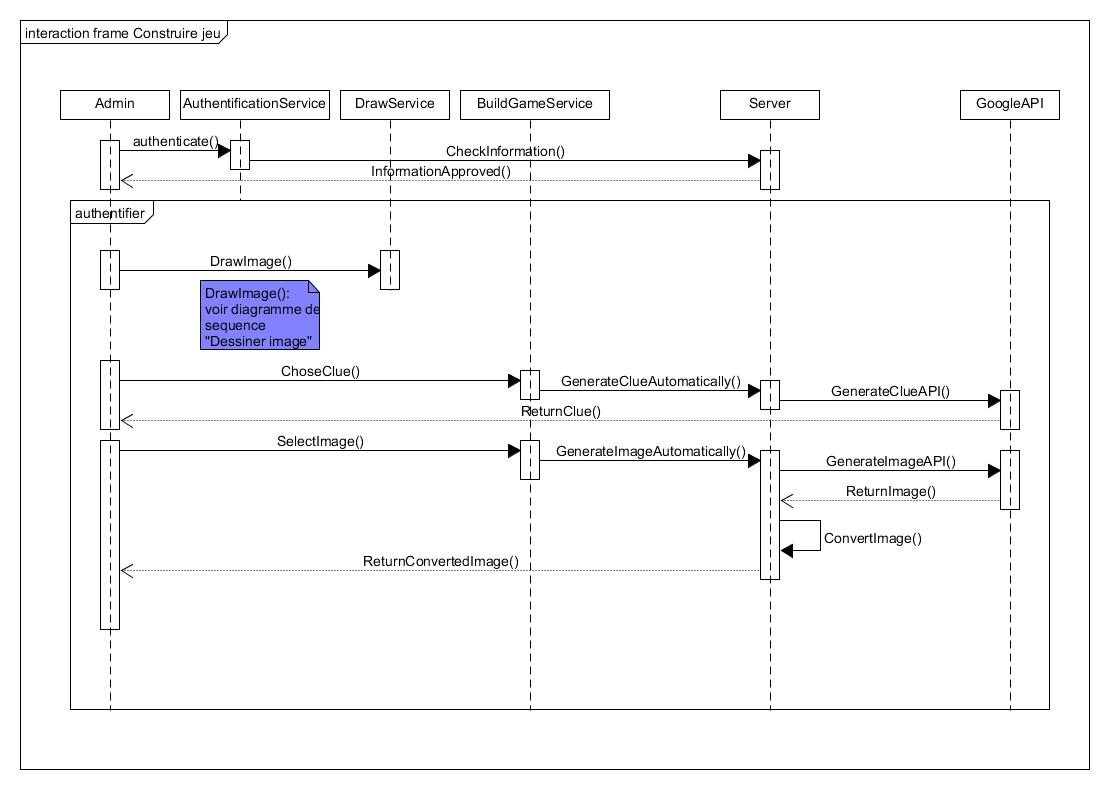 interaction frame Construire jeu
Admin
AuthentificationService
DrawService
BuildGameService
Server
GoogleAPI
authenticate()
CheckInformation()
InformationApproved()
authentifier
DrawImage()
DrawImage():
voir diagramme de
sequence
"Dessiner image"
ChoseClue()
GenerateClueAutomatically()
GenerateClueAPI()
ReturnClue()
SelectImage()
GenerateImageAutomatically()
GenerateImageAPI()
ReturnImage()
ConvertImage()
ReturnConvertedImage()